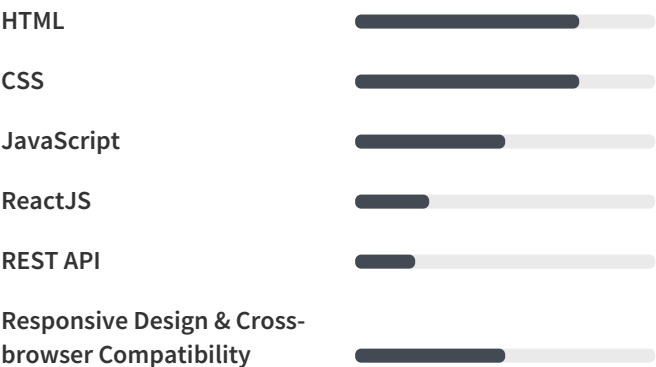 HTML
CSS
JavaScript
ReactJS
REST API
Responsive Design & Cross-
browser Compatibility